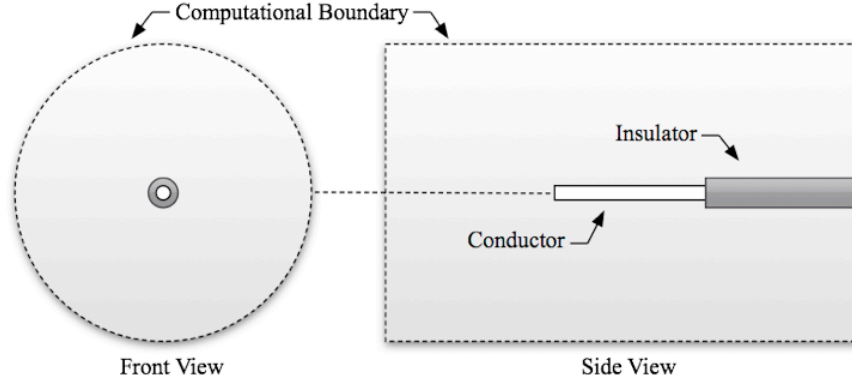 Computational Boundary
Insulator
Conductor
Front View
Side View